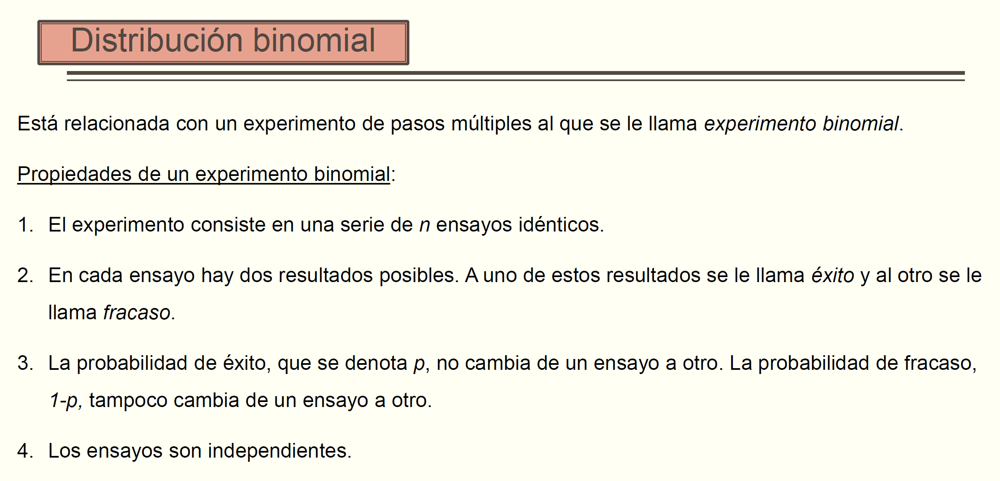 Distribución binomial
Está relacionada con un experimento de pasos múltiples al que se le llama experimento binomial.
Propiedades de un experimento binomial:
1. El experimento consiste en una serie de n ensayos idénticos.
2. En cada ensayo hay dos resultados posibles. A uno de estos resultados se le llama éxito y al otro se le
llama fracaso.
3. La probabilidad de éxito, que se denota p, no cambia de un ensayo a otro. La probabilidad de fracaso,
1-p, tampoco cambia de un ensayo a otro.
4. Los ensayos son independientes.